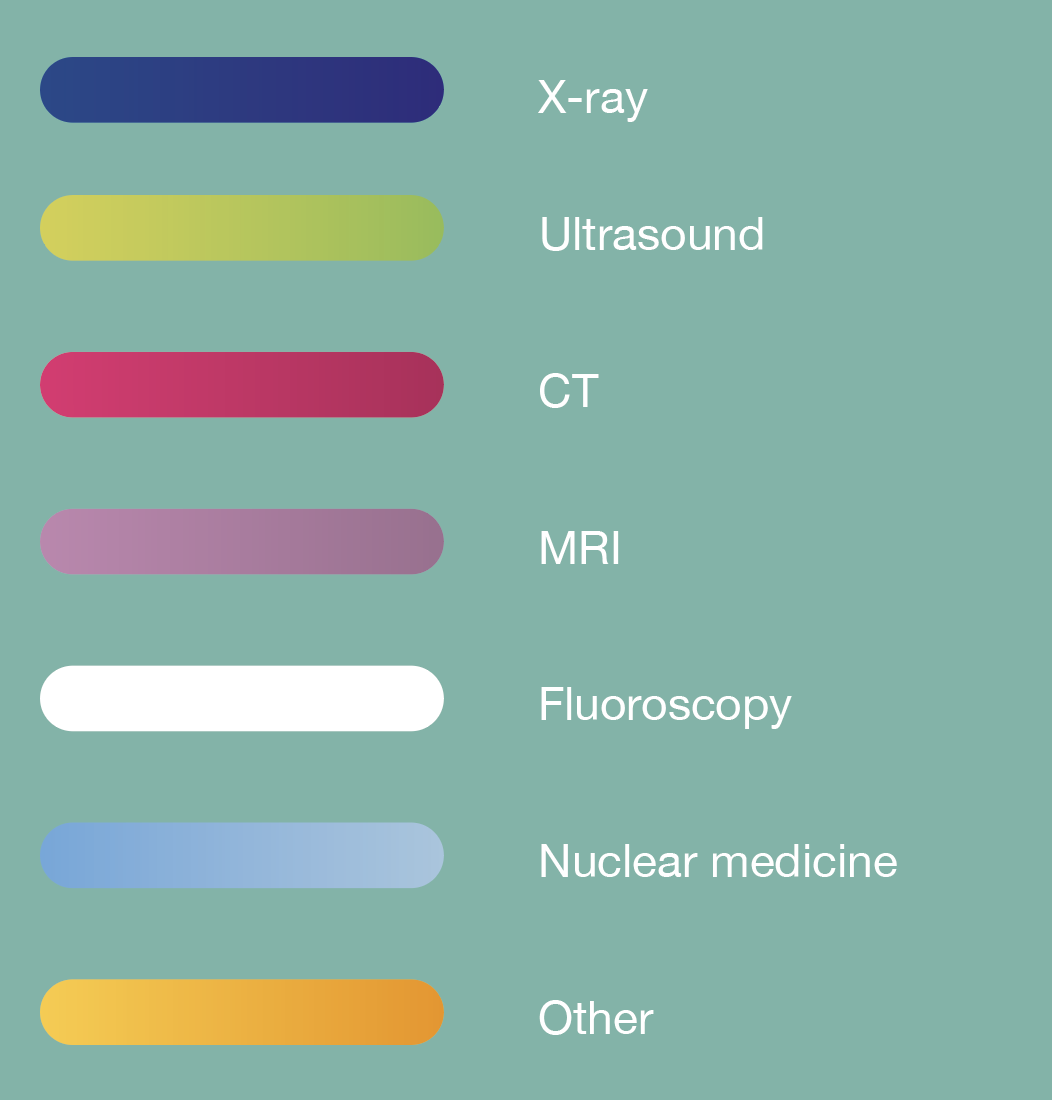 X-ray
Ultrasound
CT
MRI
Fluoroscopy
Nuclear medicine
Other